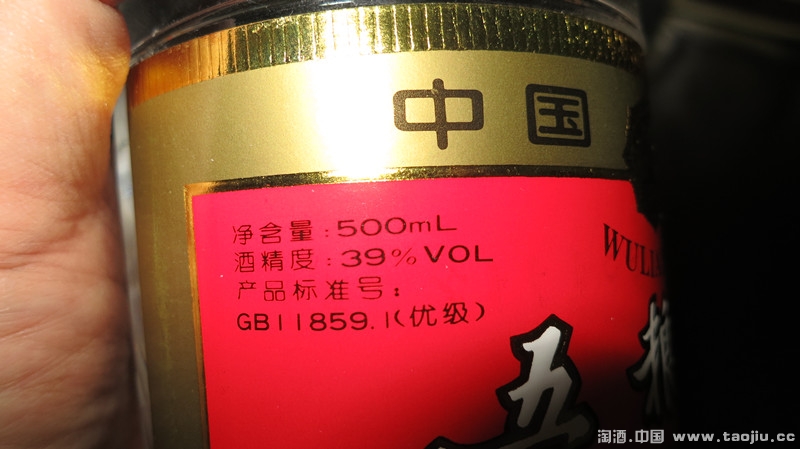 中国
净含量：500mL
酒精度：39%VOL
产品标准号：
GB11859.1(优级)
五
淘酒.中国 www.taojiu.cc